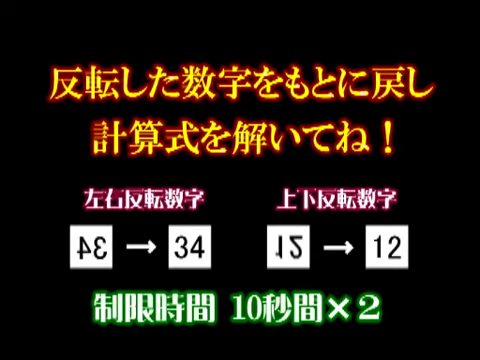 反転した数字をもとに戻し
計算式を解いてね！
左右反転数字 上下反転数字
34 → 34 12 → 12
制限時間 10秒間×2